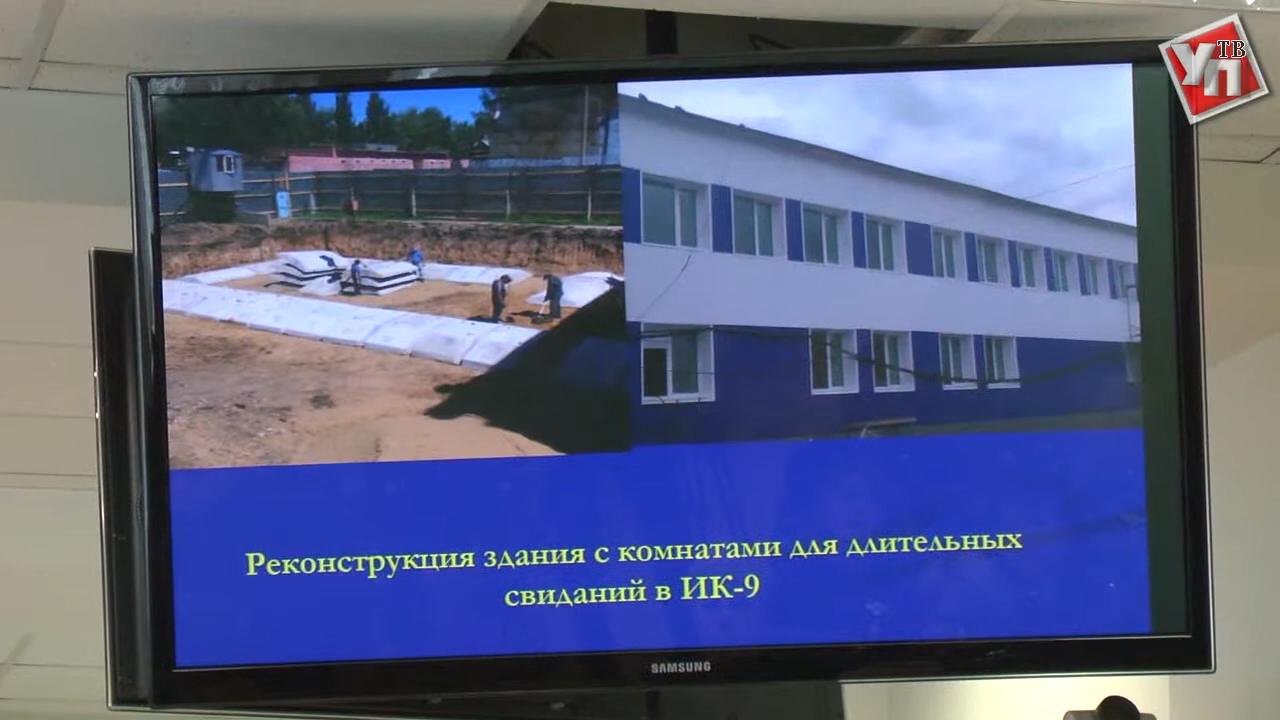 УП ТВ
Реконструкция здания с комнатами для длительных
свиданий в ИК-9
SAMSUNG